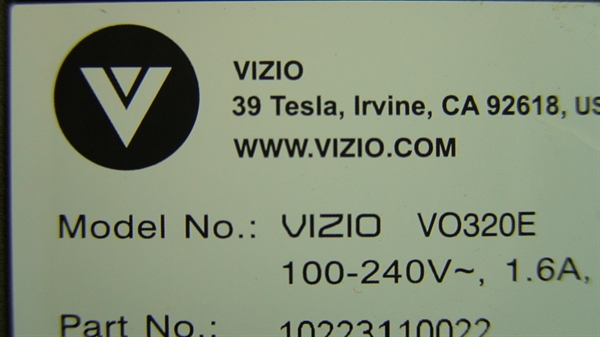 VIZIO
39 Tesla, Irvine, CA 92618, US
WWW.VIZIO.COM
Model No.: VIZIO VO320E
100-240V~, 1.6A,
Part No.: 10223110022